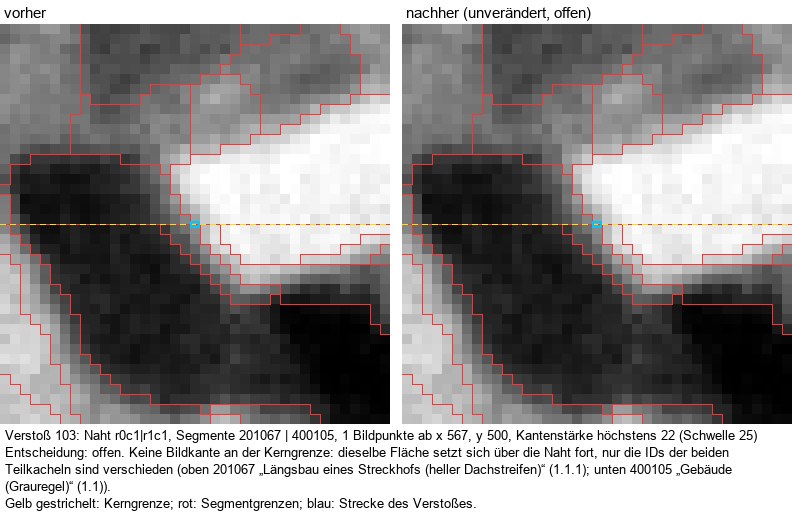 vorher
nachher (unverändert, offen)
Verstoß 103: Naht r0c1|r1c1, Segmente 201067 | 400105, 1 Bildpunkte ab x 567, y 500, Kantenstärke höchstens 22 (Schwelle 25)
Entscheidung: offen. Keine Bildkante an der Kerngrenze: dieselbe Fläche setzt sich über die Naht fort, nur die IDs der beiden
Teilkacheln sind verschieden (oben 201067 „Längsbau eines Streckhofs (heller Dachstreifen)“ (1.1.1); unten 400105 „Gebäude
(Grauregel)“ (1.1)).
Gelb gestrichelt: Kerngrenze; rot: Segmentgrenzen; blau: Strecke des Verstoßes.